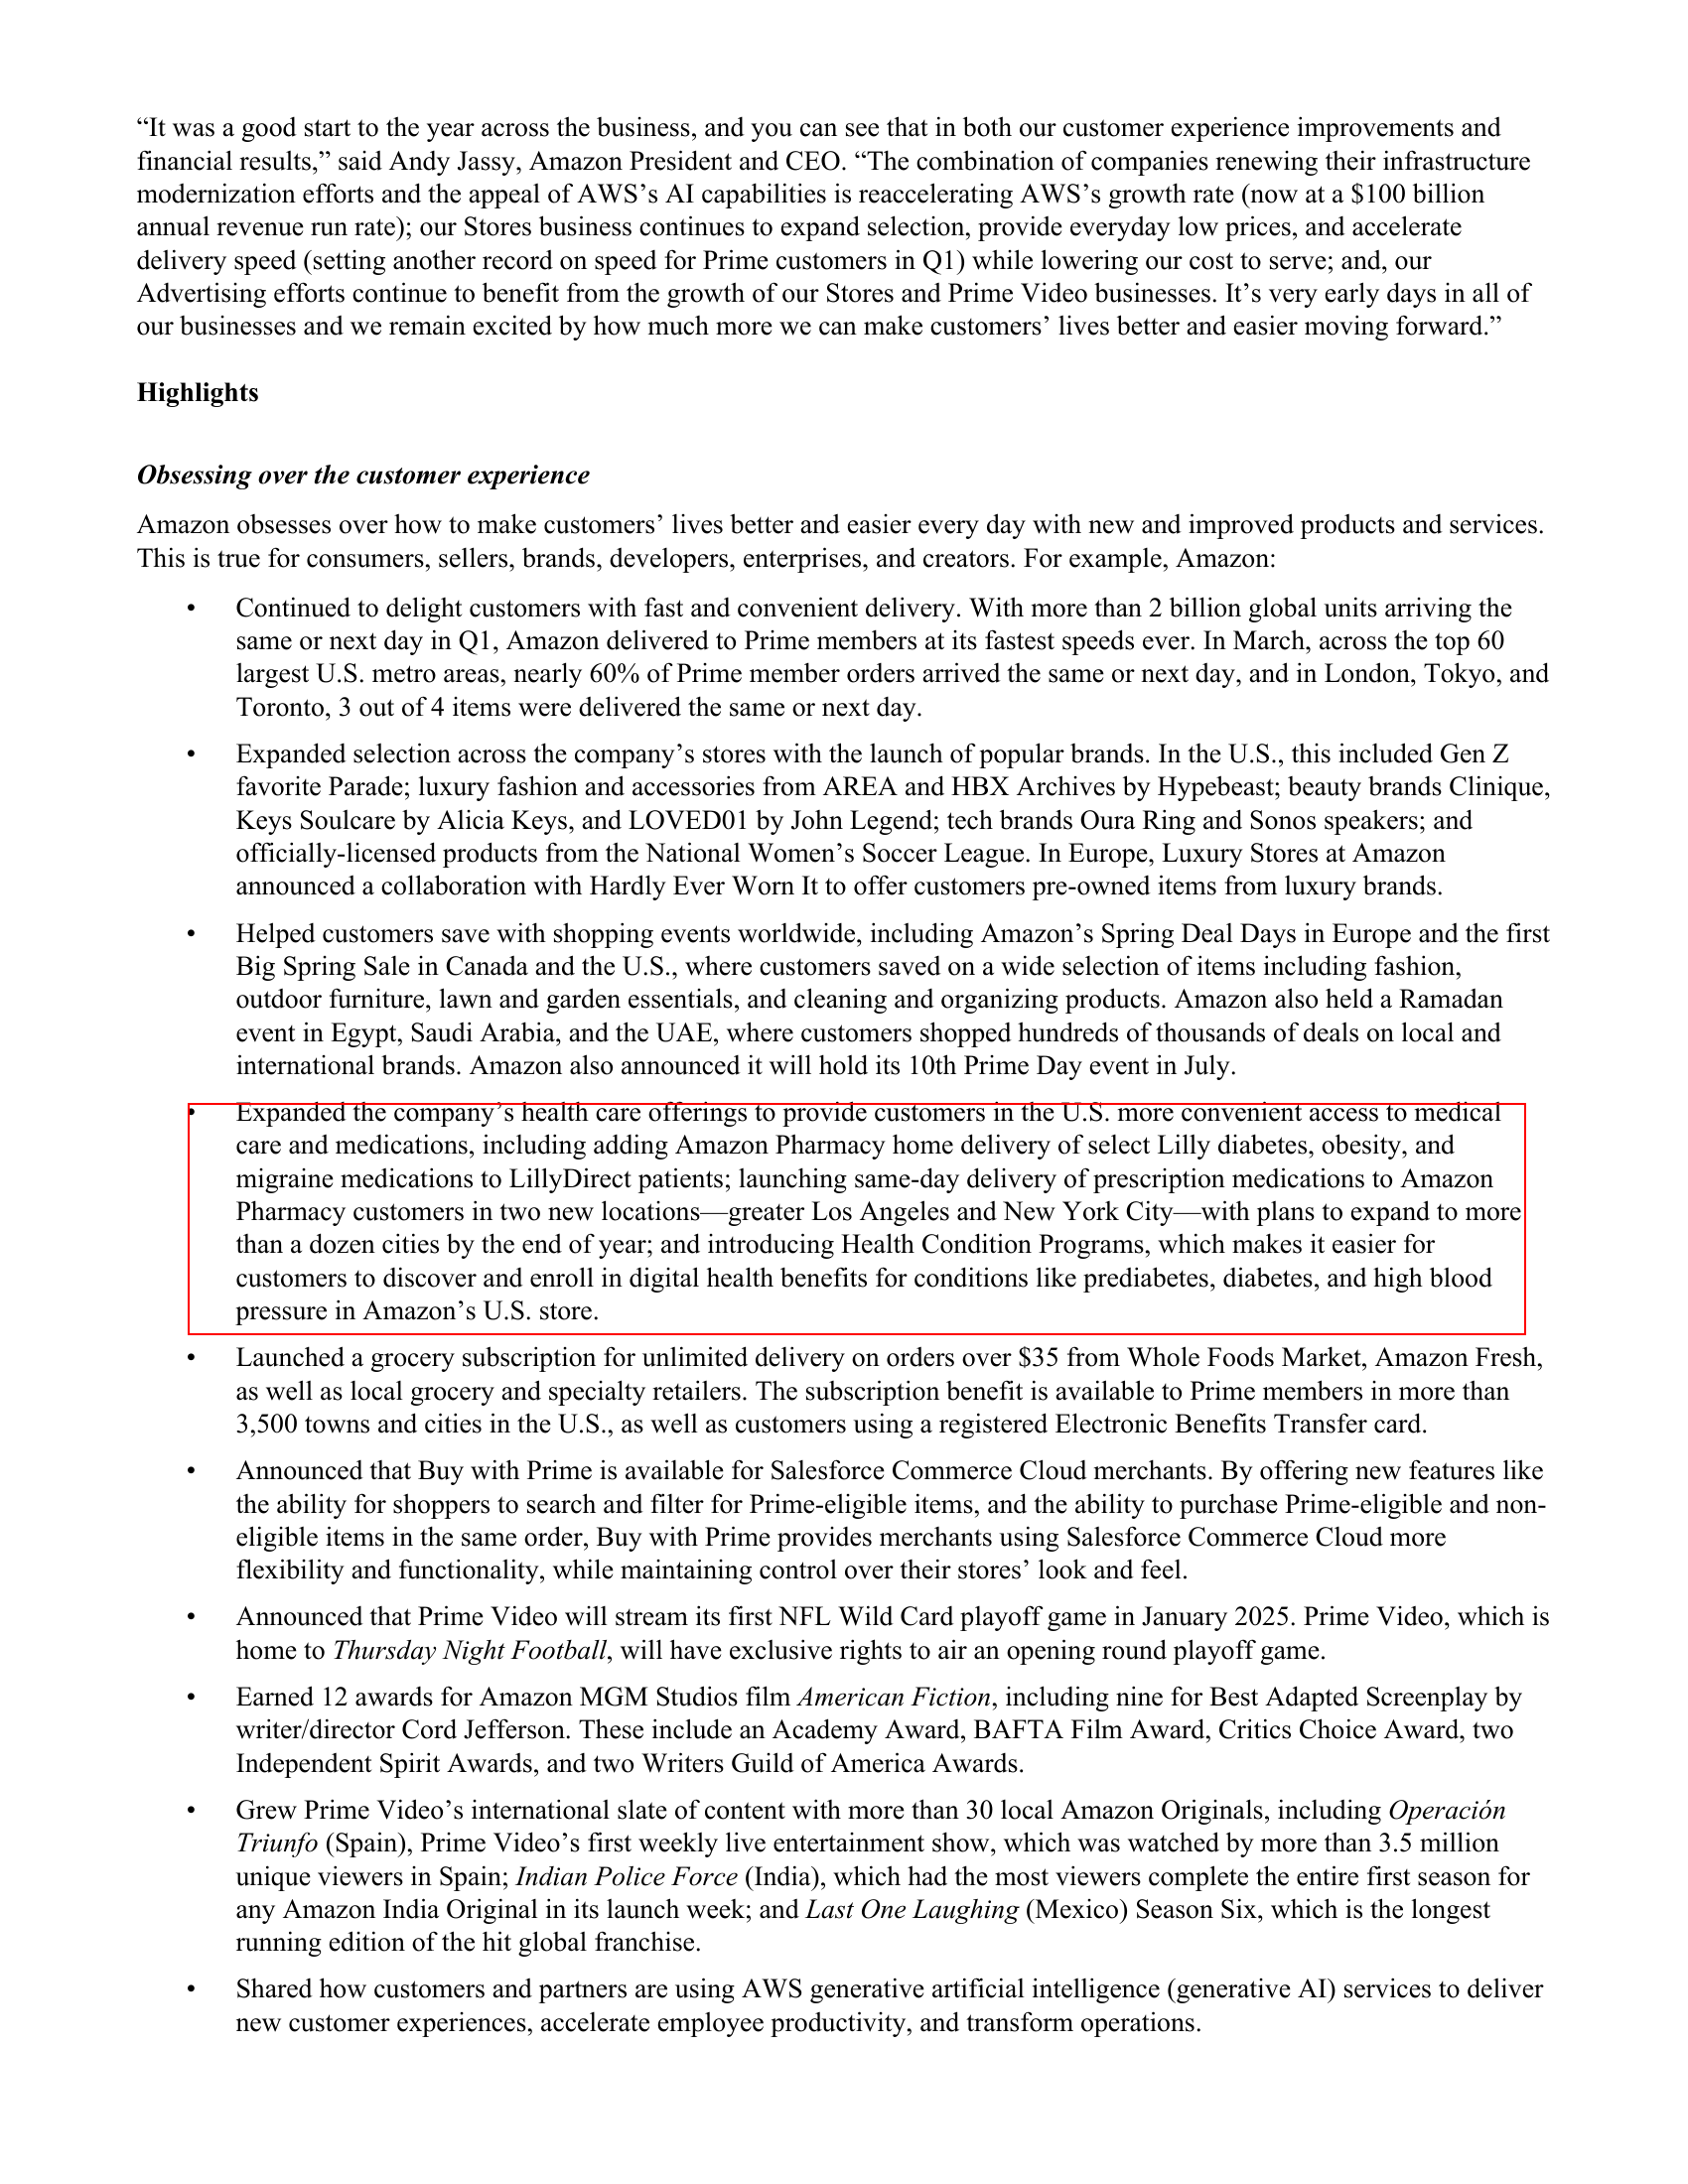 “It was a good start to the year across the business, and you can see that in both our customer experience improvements and
financial results,” said Andy Jassy, Amazon President and CEO. “The combination of companies renewing their infrastructure
modernization efforts and the appeal of AWS’s AI capabilities is reaccelerating AWS’s growth rate (now at a $100 billion
annual revenue run rate); our Stores business continues to expand selection, provide everyday low prices, and accelerate
delivery speed (setting another record on speed for Prime customers in Q1) while lowering our cost to serve; and, our
Advertising efforts continue to benefit from the growth of our Stores and Prime Video businesses. It’s very early days in all of
our businesses and we remain excited by how much more we can make customers’ lives better and easier moving forward.”
Highlights
Obsessing over the customer experience
Amazon obsesses over how to make customers’ lives better and easier every day with new and improved products and services.
This is true for consumers, sellers, brands, developers, enterprises, and creators. For example, Amazon:
• Continued to delight customers with fast and convenient delivery. With more than 2 billion global units arriving the
same or next day in Q1, Amazon delivered to Prime members at its fastest speeds ever. In March, across the top 60
largest U.S. metro areas, nearly 60% of Prime member orders arrived the same or next day, and in London, Tokyo, and
Toronto, 3 out of 4 items were delivered the same or next day.
• Expanded selection across the company’s stores with the launch of popular brands. In the U.S., this included Gen Z
favorite Parade; luxury fashion and accessories from AREA and HBX Archives by Hypebeast; beauty brands Clinique,
Keys Soulcare by Alicia Keys, and LOVED01 by John Legend; tech brands Oura Ring and Sonos speakers; and
officially-licensed products from the National Women’s Soccer League. In Europe, Luxury Stores at Amazon
announced a collaboration with Hardly Ever Worn It to offer customers pre-owned items from luxury brands.
• Helped customers save with shopping events worldwide, including Amazon’s Spring Deal Days in Europe and the first
Big Spring Sale in Canada and the U.S., where customers saved on a wide selection of items including fashion,
outdoor furniture, lawn and garden essentials, and cleaning and organizing products. Amazon also held a Ramadan
event in Egypt, Saudi Arabia, and the UAE, where customers shopped hundreds of thousands of deals on local and
international brands. Amazon also announced it will hold its 10th Prime Day event in July.
• Expanded the company’s health care offerings to provide customers in the U.S. more convenient access to medical
care and medications, including adding Amazon Pharmacy home delivery of select Lilly diabetes, obesity, and
migraine medications to LillyDirect patients; launching same-day delivery of prescription medications to Amazon
Pharmacy customers in two new locations—greater Los Angeles and New York City—with plans to expand to more
than a dozen cities by the end of year; and introducing Health Condition Programs, which makes it easier for
customers to discover and enroll in digital health benefits for conditions like prediabetes, diabetes, and high blood
pressure in Amazon’s U.S. store.
• Launched a grocery subscription for unlimited delivery on orders over $35 from Whole Foods Market, Amazon Fresh,
as well as local grocery and specialty retailers. The subscription benefit is available to Prime members in more than
3,500 towns and cities in the U.S., as well as customers using a registered Electronic Benefits Transfer card.
• Announced that Buy with Prime is available for Salesforce Commerce Cloud merchants. By offering new features like
the ability for shoppers to search and filter for Prime-eligible items, and the ability to purchase Prime-eligible and non-
eligible items in the same order, Buy with Prime provides merchants using Salesforce Commerce Cloud more
flexibility and functionality, while maintaining control over their stores’ look and feel.
• Announced that Prime Video will stream its first NFL Wild Card playoff game in January 2025. Prime Video, which is
home to Thursday Night Football, will have exclusive rights to air an opening round playoff game.
• Earned 12 awards for Amazon MGM Studios film American Fiction, including nine for Best Adapted Screenplay by
writer/director Cord Jefferson. These include an Academy Award, BAFTA Film Award, Critics Choice Award, two
Independent Spirit Awards, and two Writers Guild of America Awards.
• Grew Prime Video’s international slate of content with more than 30 local Amazon Originals, including Operación
Triunfo (Spain), Prime Video’s first weekly live entertainment show, which was watched by more than 3.5 million
unique viewers in Spain; Indian Police Force (India), which had the most viewers complete the entire first season for
any Amazon India Original in its launch week; and Last One Laughing (Mexico) Season Six, which is the longest
running edition of the hit global franchise.
• Shared how customers and partners are using AWS generative artificial intelligence (generative AI) services to deliver
new customer experiences, accelerate employee productivity, and transform operations.